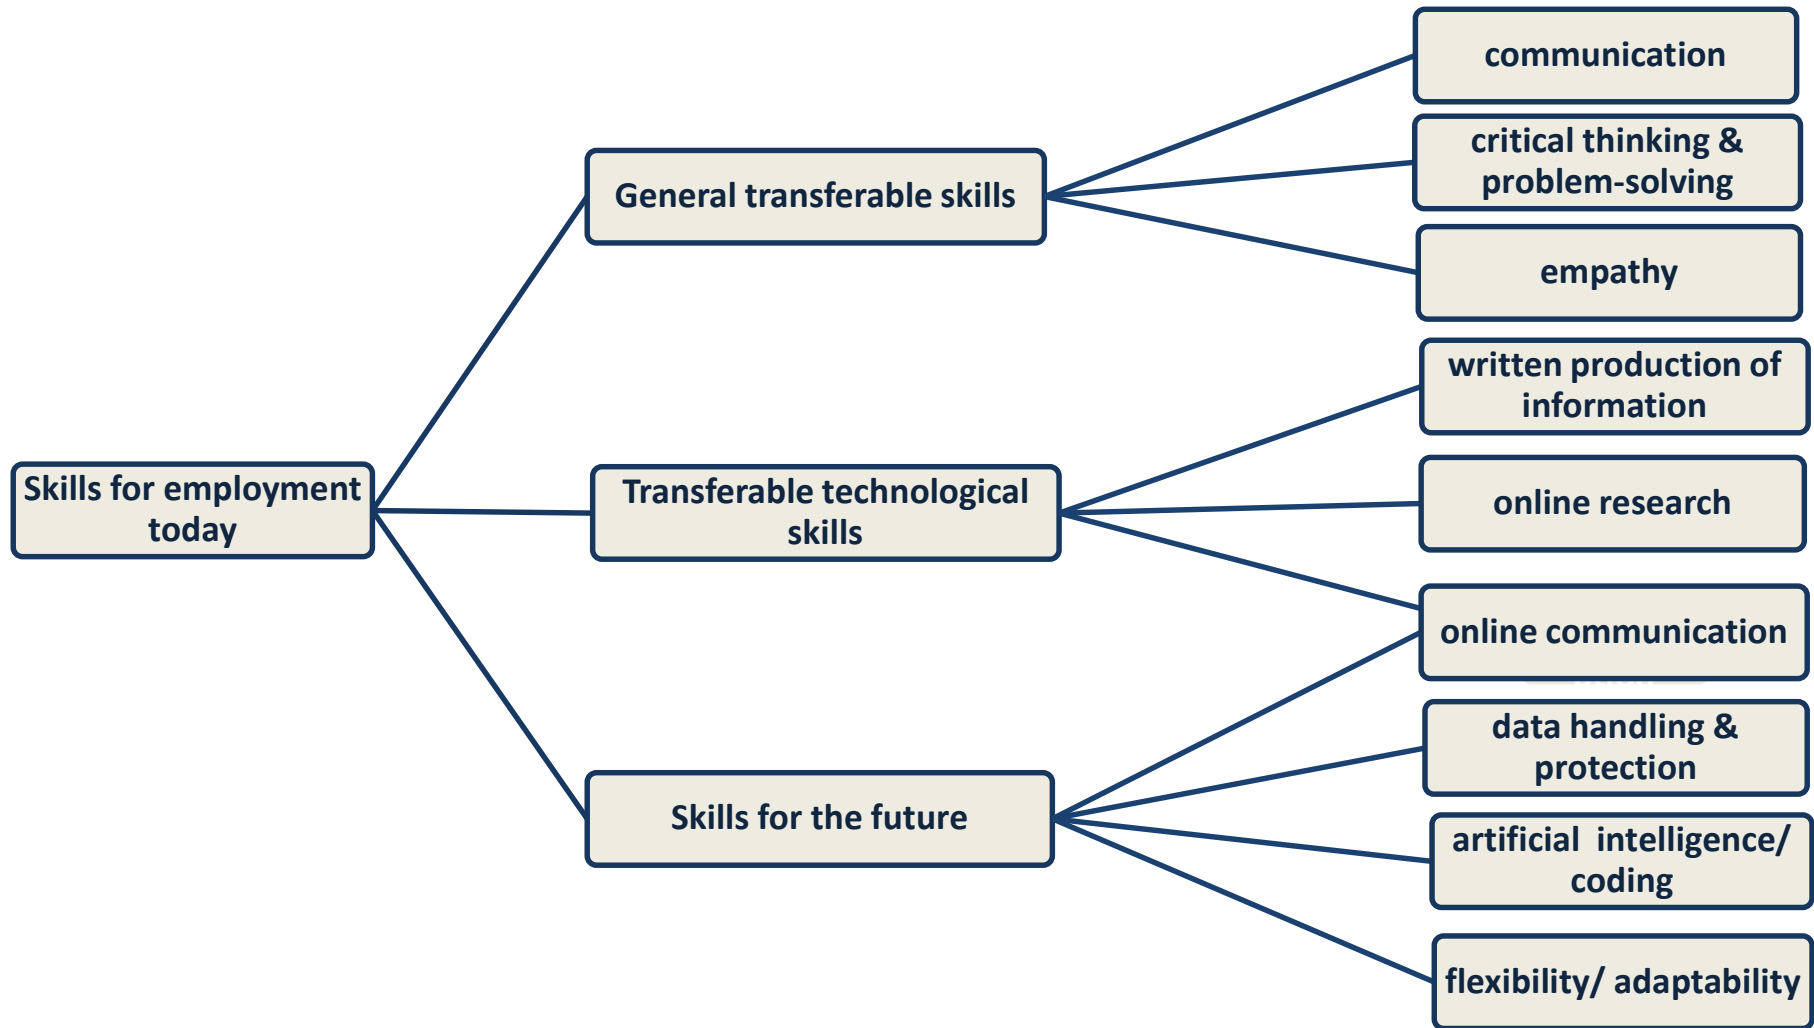 communication
critical thinking &
problem-solving
General transferable skills
empathy
written production of
information
Skills for employment
today
Transferable technological
skills
online research
online communication
data handling &
protection
Skills for the future
artificial  intelligence/
coding
flexibility/ adaptability